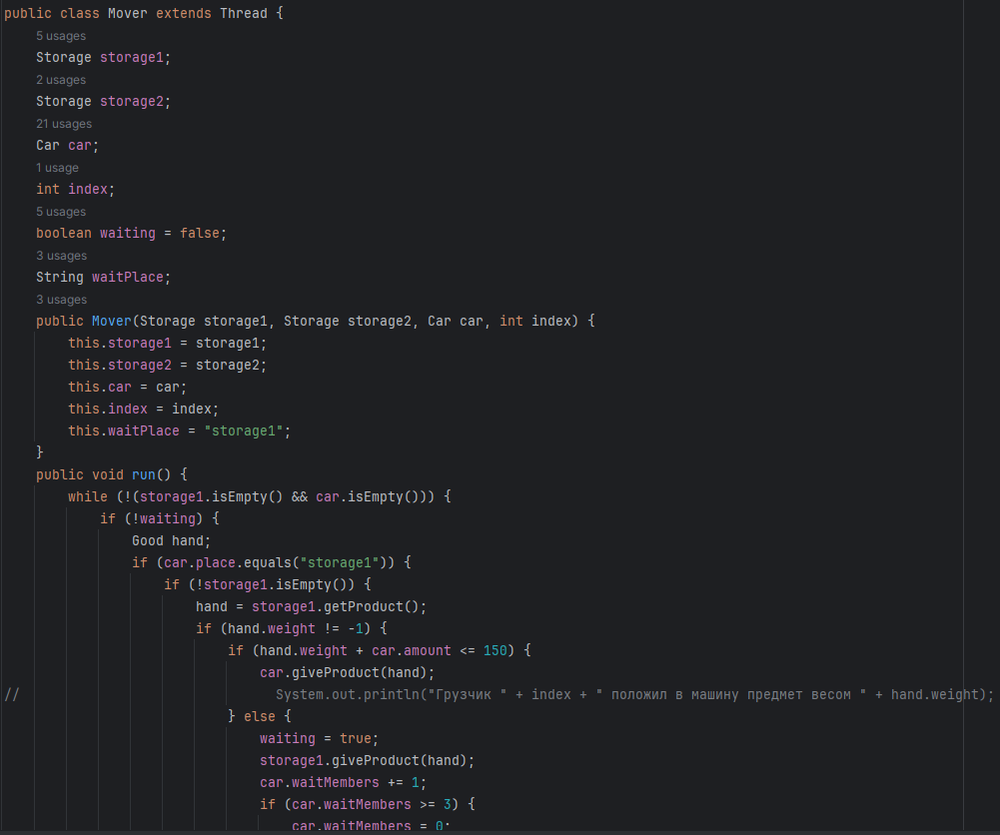 public class Mover extends Thread {
5 usages
Storage storage1;
2 usages
Storage storage2;
21 usages
Car car;
1 usage
int index;
5 usages
boolean waiting = false;
3 usages
String waitPlace;
3 usages
public Mover(Storage storage1, Storage storage2, Car car, int index) {
this.storage1 = storage1;
this.storage2 = storage2;
this.car = car;
this.index = index;
this.waitPlace = "storage1";
}
public void run() {
while (!(storage1.isEmpty() && car.isEmpty())) {
if (!waiting) {
Good hand;
if (car.place.equals("storage1")) {
if (!storage1.isEmpty()) {
hand = storage1.getProduct();
if (hand.weight != -1) {
if (hand.weight + car.amount <= 150) {
car.giveProduct(hand);
// System.out.println("Грузчик " + index + " положил в машину предмет весом " + hand.weight);
} else {
waiting = true;
storage1.giveProduct(hand);
car.waitMembers += 1;
if (car.waitMembers >= 3) {
car.waitMembers = 0;